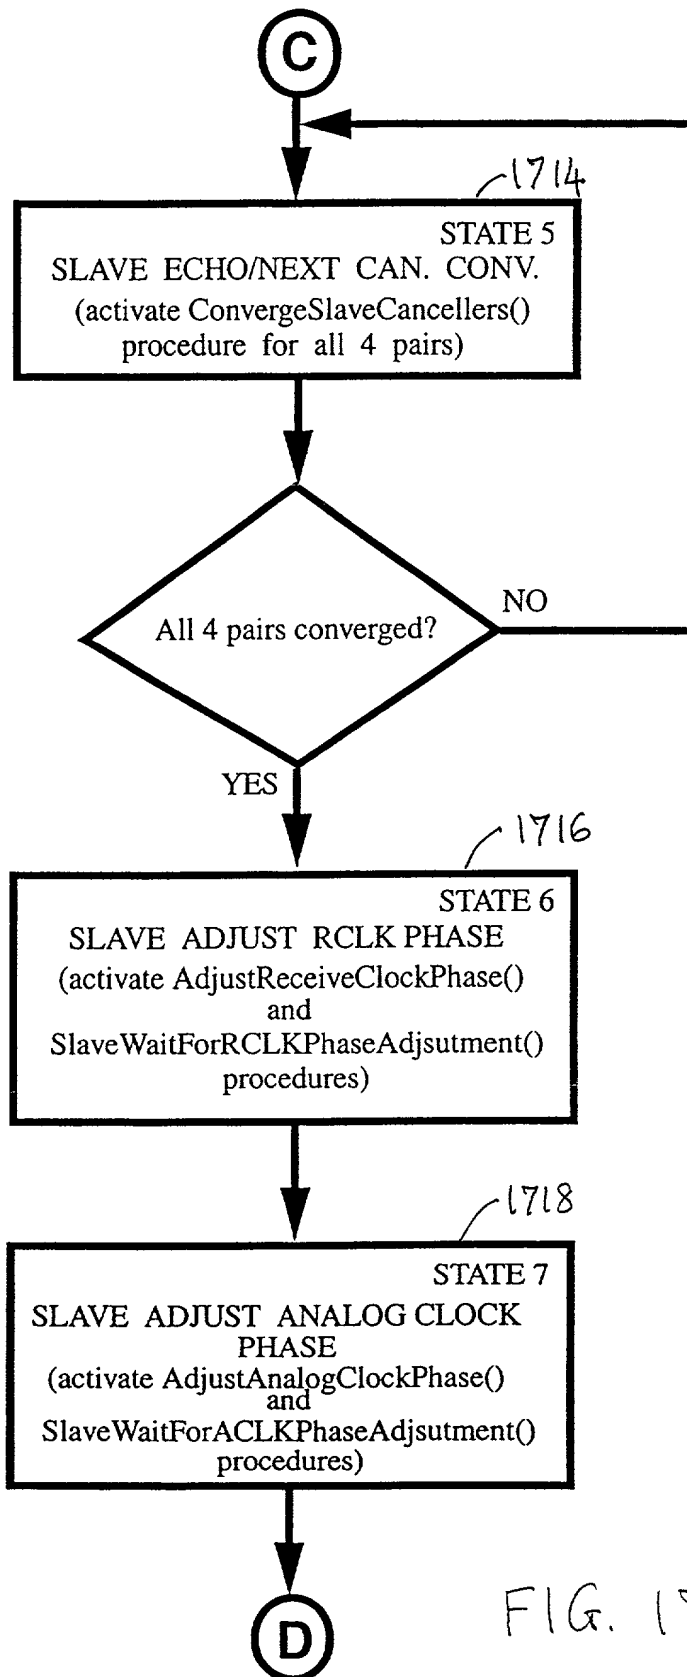 C
1714
STATE 5
SLAVE ECHO/NEXT CAN. CONV.
(activate ConvergeSlaveCancellers()
procedure for all 4 pairs)
All 4 pairs converged?
NO
YES
1716
STATE 6
SLAVE ADJUST RCLK PHASE
(activate AdjustReceiveClockPhase()
and
SlaveWaitForRCLKPhaseAdjsutment()
procedures)
1718
STATE 7
SLAVE ADJUST ANALOG CLOCK
PHASE
(activate AdjustAnalogClockPhase()
and
SlaveWaitForACLKPhaseAdjsutment()
procedures)
D
FIG.